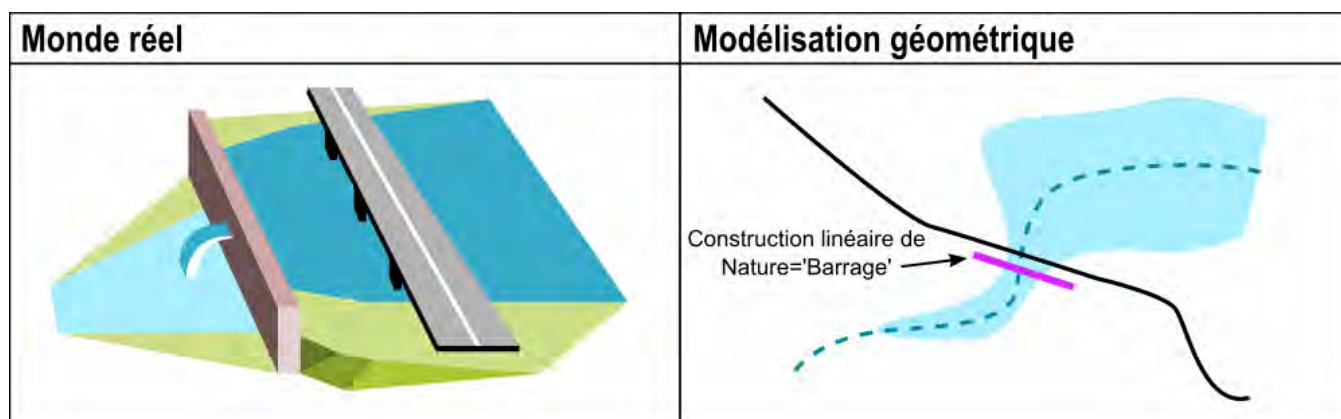 Monde réel
Modélisation géométrique
Construction linéaire de
Nature='Barrage'